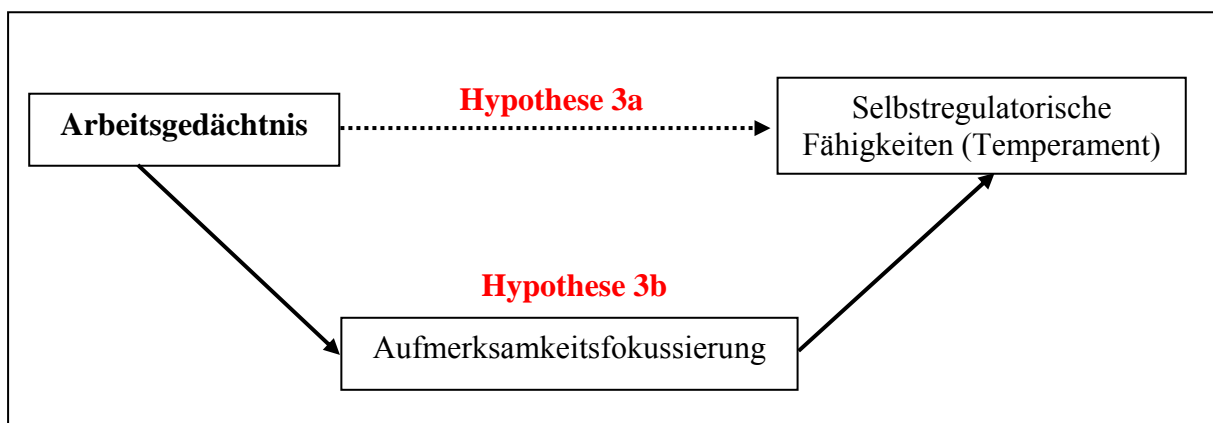 Hypothese 3a
Arbeitsgedächtnis
Selbstregulatorische
Fähigkeiten (Temperament)
Hypothese 3b
Aufmerksamkeitsfokussierung